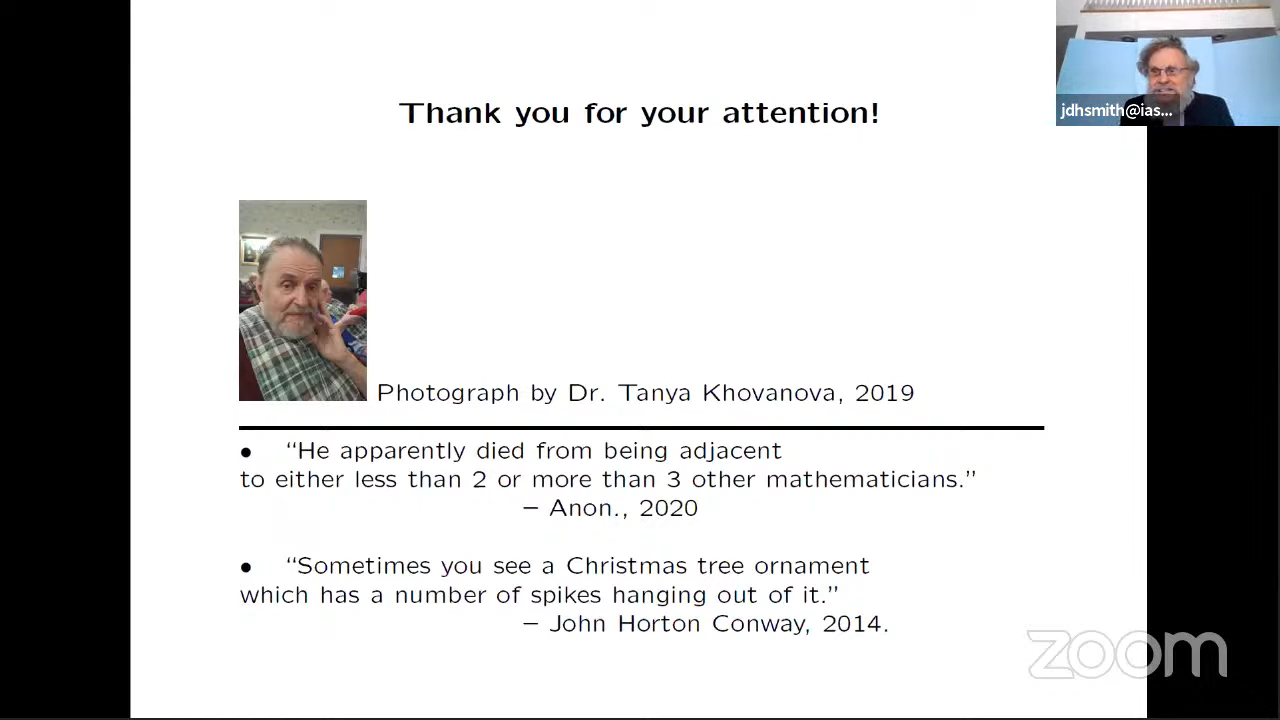 Thank you for your attention!
jdhsmith@ias...
Photograph by Dr. Tanya Khovanova, 2019
• “He apparently died from being adjacent
to either less than 2 or more than 3 other mathematicians.”
– Anon., 2020
• “Sometimes you see a Christmas tree ornament
which has a number of spikes hanging out of it.”
– John Horton Conway, 2014.
zoom